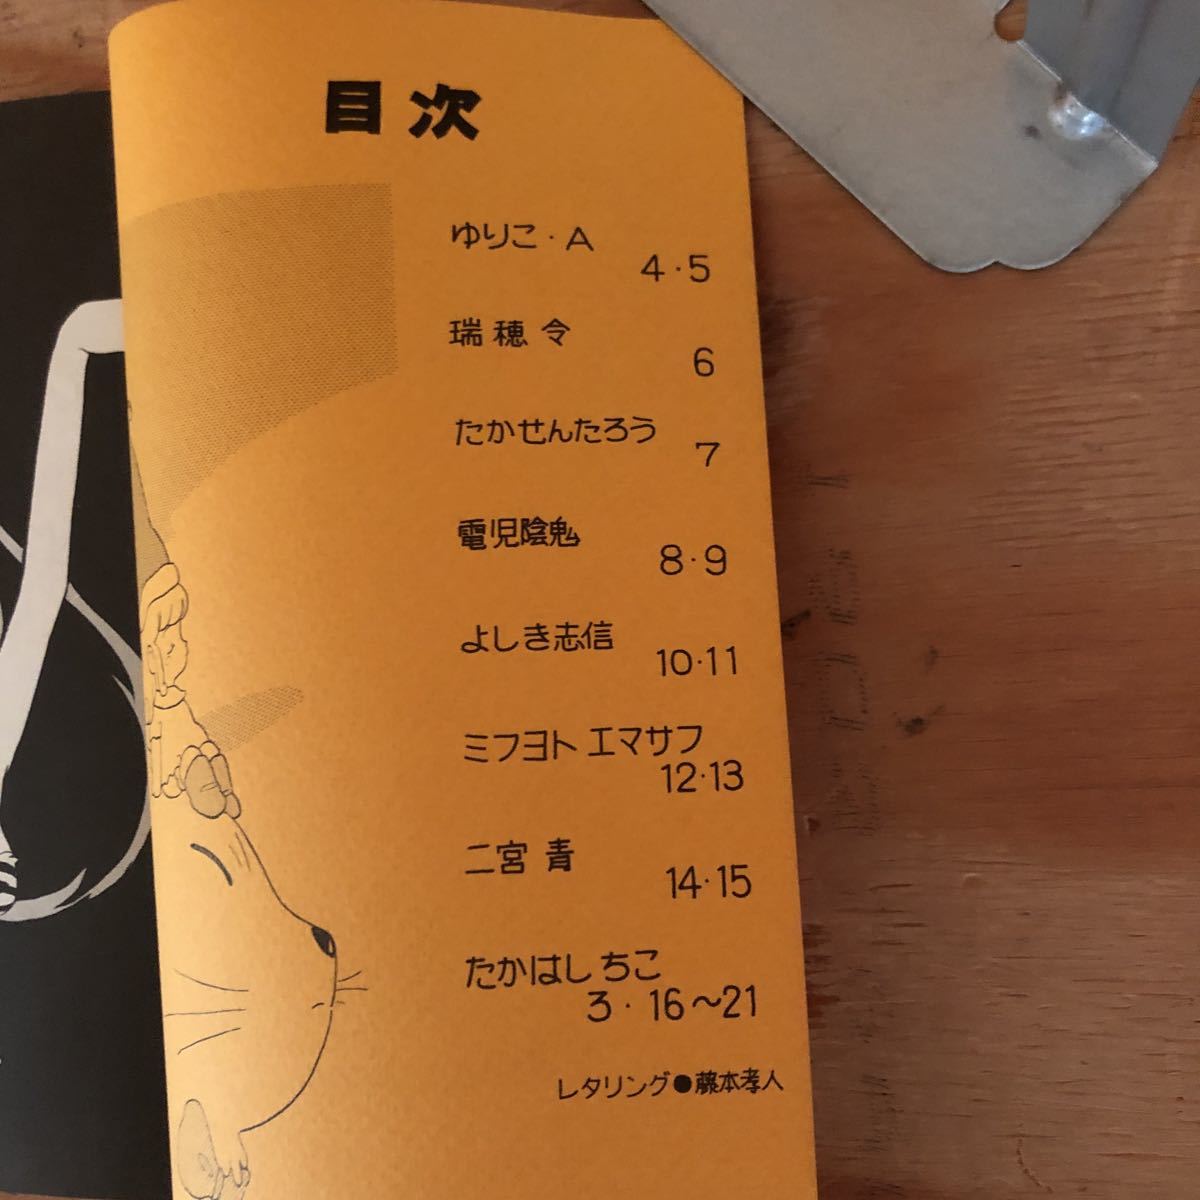 目次
ゆりこ・A
4・5
瑞穂 令
6
たかせんたろう
7
電児陰鬼
8・9
よしき志信
10・11
ミフヨト エマサフ
12・13
二宮 青
14・15
たかはし ちこ
3・16〜21
レタリング●藤本孝人